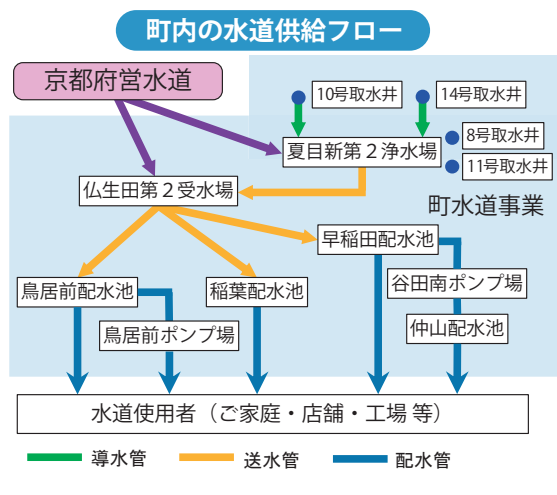 町内の水道供給フロー
京都府営水道
10号取水井
14号取水井
8号取水井
11号取水井
夏目新第２浄水場
仏生田第２受水場
町水道事業
早稲田配水池
鳥居前配水池
稲葉配水池
谷田南ポンプ場
鳥居前ポンプ場
仲山配水池
水道使用者（ご家庭・店舗・工場 等）
導水管
送水管
配水管